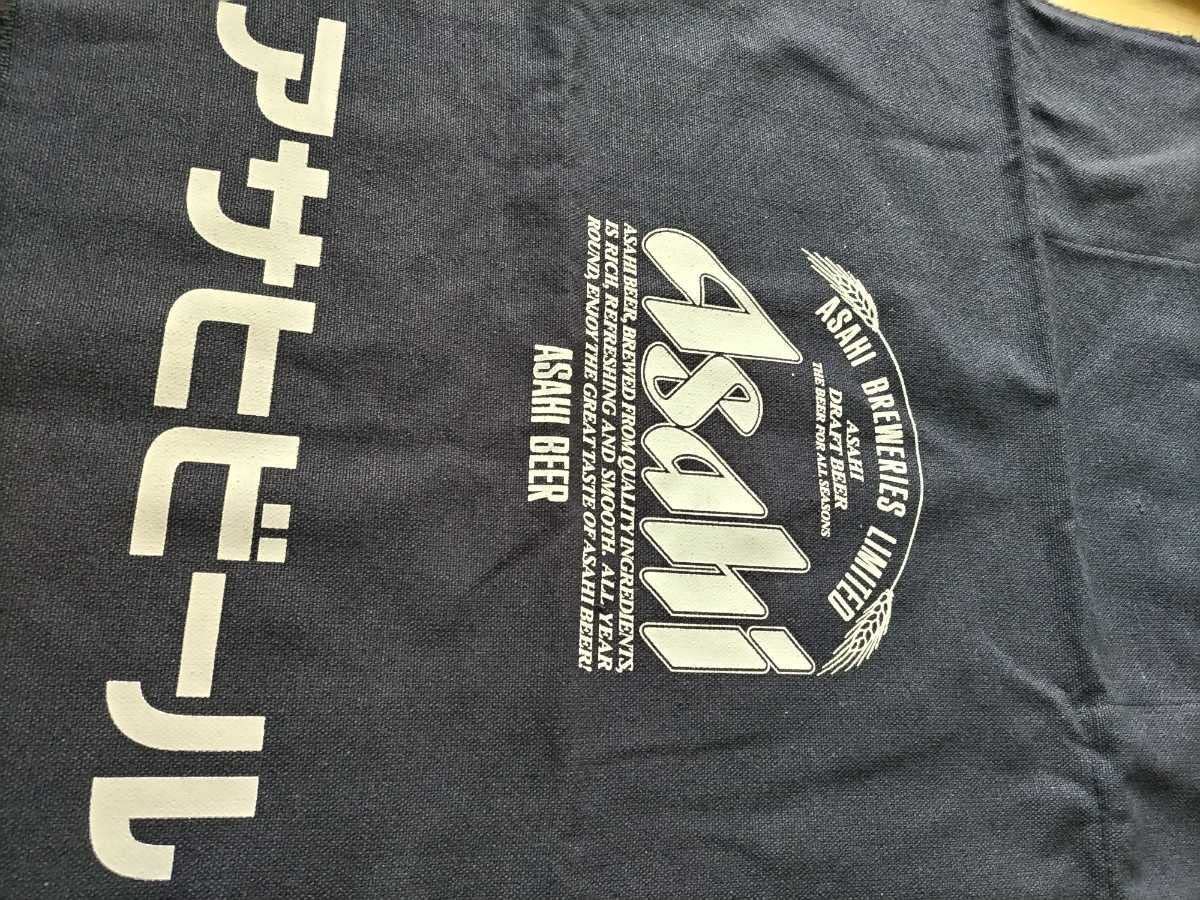 ASAHI BREWERIES LIMITED
ASAHI
DRAFT BEER
THE BEER FOR ALL SEASONS
Asahi
ASAHI BEER, BREWED FROM QUALITY INGREDIENTS,
IS RICH, REFRESHING AND SMOOTH. ALL YEAR
ROUND, ENJOY THE GREAT TASTE OF ASAHI BEER!
ASAHI BEER
アサヒビール